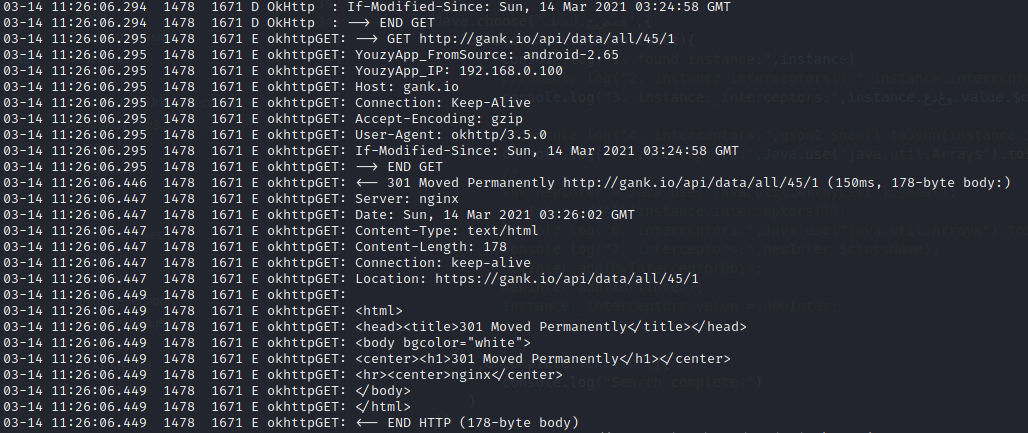 03-14 11:26:06.294  1478  1671 D OkHttp  : If-Modified-Since: Sun, 14 Mar 2021 03:24:58 GMT
03-14 11:26:06.294  1478  1671 D OkHttp  : --> END GET
03-14 11:26:06.295  1478  1671 E okhttpGET: --> GET http://gank.io/api/data/all/45/1
03-14 11:26:06.295  1478  1671 E okhttpGET: YouzyApp_FromSource: android-2.65
03-14 11:26:06.295  1478  1671 E okhttpGET: YouzyApp_IP: 192.168.0.100
03-14 11:26:06.295  1478  1671 E okhttpGET: Host: gank.io
03-14 11:26:06.295  1478  1671 E okhttpGET: Connection: Keep-Alive
03-14 11:26:06.295  1478  1671 E okhttpGET: Accept-Encoding: gzip
03-14 11:26:06.295  1478  1671 E okhttpGET: User-Agent: okhttp/3.5.0
03-14 11:26:06.295  1478  1671 E okhttpGET: If-Modified-Since: Sun, 14 Mar 2021 03:24:58 GMT
03-14 11:26:06.295  1478  1671 E okhttpGET: --> END GET
03-14 11:26:06.446  1478  1671 E okhttpGET: <-- 301 Moved Permanently http://gank.io/api/data/all/45/1 (150ms, 178-byte body:)
03-14 11:26:06.447  1478  1671 E okhttpGET: Server: nginx
03-14 11:26:06.447  1478  1671 E okhttpGET: Date: Sun, 14 Mar 2021 03:26:02 GMT
03-14 11:26:06.447  1478  1671 E okhttpGET: Content-Type: text/html
03-14 11:26:06.447  1478  1671 E okhttpGET: Content-Length: 178
03-14 11:26:06.447  1478  1671 E okhttpGET: Connection: keep-alive
03-14 11:26:06.447  1478  1671 E okhttpGET: Location: https://gank.io/api/data/all/45/1
03-14 11:26:06.449  1478  1671 E okhttpGET:
03-14 11:26:06.449  1478  1671 E okhttpGET: <html>
03-14 11:26:06.449  1478  1671 E okhttpGET: <head><title>301 Moved Permanently</title></head>
03-14 11:26:06.449  1478  1671 E okhttpGET: <body bgcolor="white">
03-14 11:26:06.449  1478  1671 E okhttpGET: <center><h1>301 Moved Permanently</h1></center>
03-14 11:26:06.449  1478  1671 E okhttpGET: <hr><center>nginx</center>
03-14 11:26:06.449  1478  1671 E okhttpGET: </body>
03-14 11:26:06.449  1478  1671 E okhttpGET: </html>
03-14 11:26:06.449  1478  1671 E okhttpGET: <-- END HTTP (178-byte body)